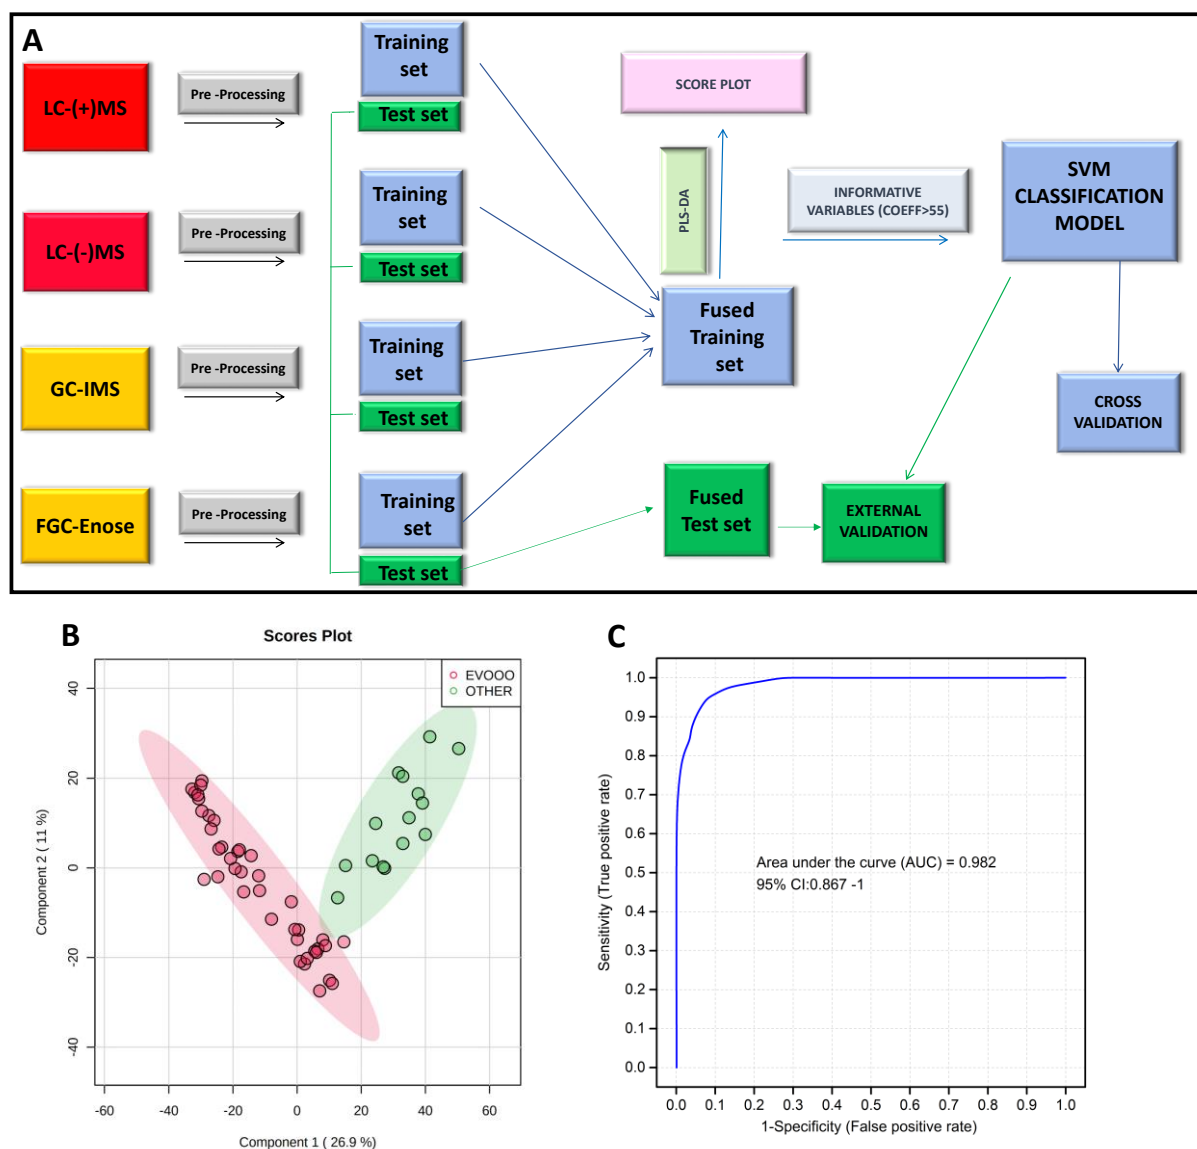 A
LC-(+)MS
Pre -Processing
Training
set
Test set
SCORE PLOT
LC-(-)MS
Pre -Processing
Training
set
Test set
PLS-DA
INFORMATIVE
VARIABLES (COEFF>55)
SVM
CLASSIFICATION
MODEL
GC-IMS
Pre -Processing
Training
set
Test set
Fused
Training
set
CROSS
VALIDATION
FGC-Enose
Pre -Processing
Training
set
Test set
Fused
Test set
EXTERNAL
VALIDATION
B
Scores Plot
EVOOO
OTHER
Component 2 ( 11 %)
40
20
0
-20
-40
-60
-40
-20
0
20
40
60
Component 1 ( 26.9 %)
C
Sensitivity (True positive rate)
1.0
0.9
0.8
0.7
0.6
0.5
0.4
0.3
0.2
0.1
0.0
Area under the curve (AUC) = 0.982
95% CI:0.867 -1
0.0 0.1 0.2 0.3 0.4 0.5 0.6 0.7 0.8 0.9 1.0
1-Specificity (False positive rate)